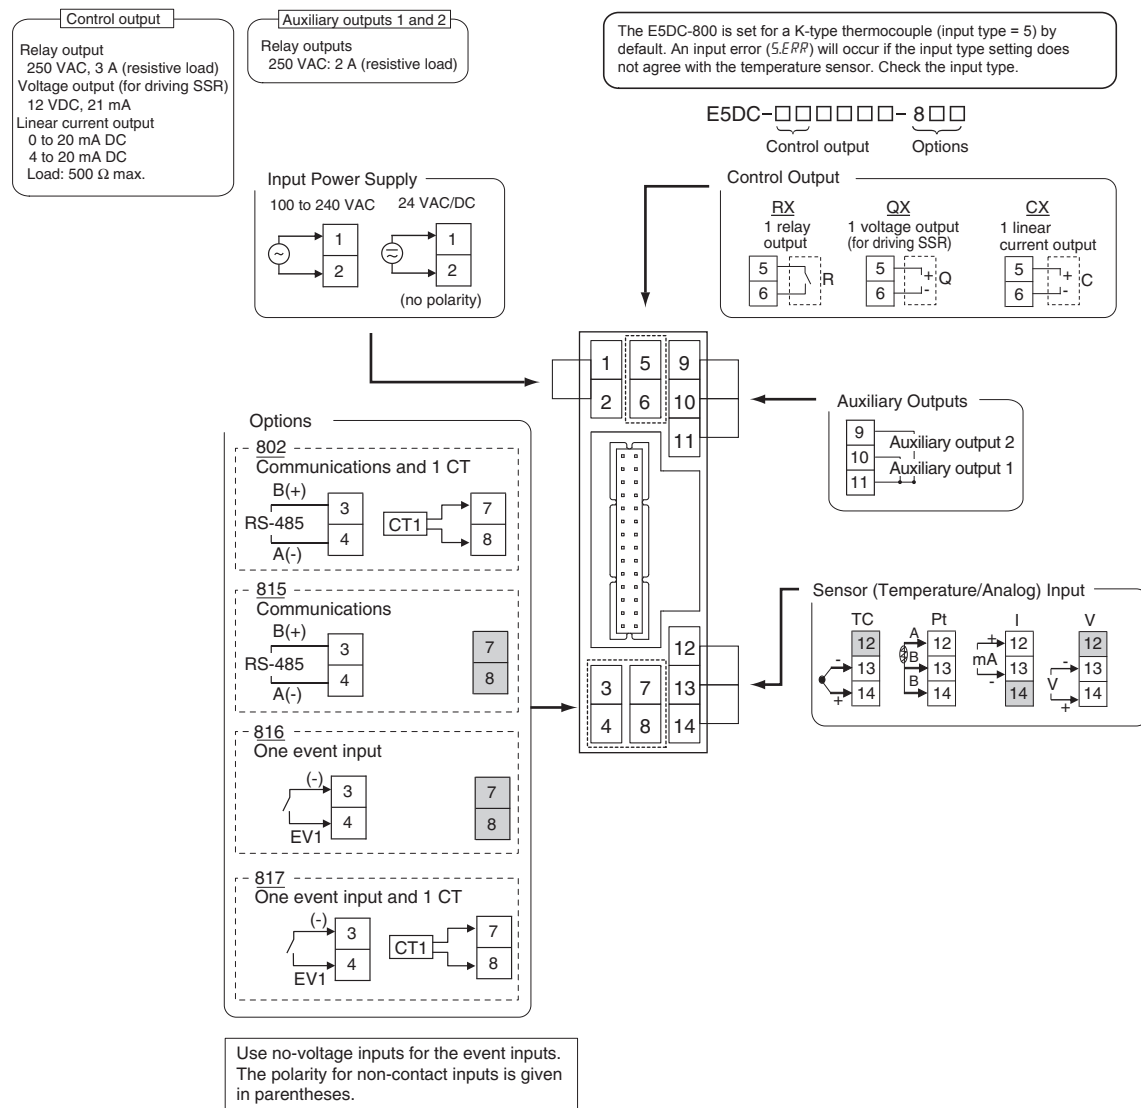 Control output
Relay output
250 VAC, 3 A (resistive load)
Voltage output (for driving SSR)
12 VDC, 21 mA
Linear current output
0 to 20 mA DC
4 to 20 mA DC
Load: 500 Ω max.
Auxiliary outputs 1 and 2
Relay outputs
250 VAC: 2 A (resistive load)
The E5DC-800 is set for a K-type thermocouple (input type = 5) by
default. An input error (S.ERR) will occur if the input type setting does
not agree with the temperature sensor. Check the input type.
E5DC-□□□□□□-8□□
Control output
Options
Input Power Supply
100 to 240 VAC
24 VAC/DC
1
2
1
2
(no polarity)
Control Output
RX
1 relay
output
5
6
R
QX
1 voltage output
(for driving SSR)
5
6
+
-
Q
CX
1 linear
current output
5
6
+
-
C
1
5
9
2
6
10
11
12
3
7
13
4
8
14
Auxiliary Outputs
9
10
11
Auxiliary output 2
Auxiliary output 1
Options
802
Communications and 1 CT
B(+)
RS-485
A(-)
3
4
CT1
7
8
815
Communications
B(+)
RS-485
A(-)
3
4
7
8
816
One event input
(-)
EV1
3
4
7
8
817
One event input and 1 CT
(-)
EV1
3
4
CT1
7
8
Sensor (Temperature/Analog) Input
TC
12
13
14
-
+
Pt
A
B
B
12
13
14
I
+
mA
-
12
13
14
V
-
V
+
12
13
14
Use no-voltage inputs for the event inputs.
The polarity for non-contact inputs is given
in parentheses.